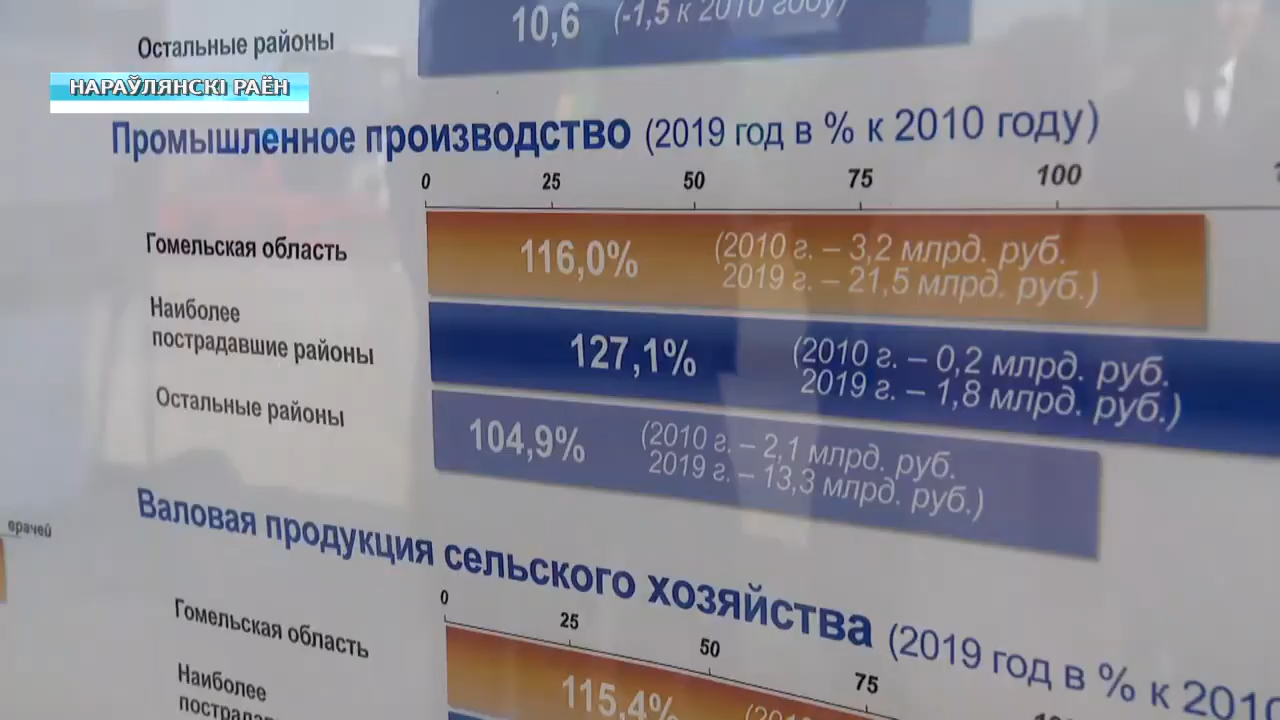 10,6 (-1,5 к 2010 году)
Остальные районы
НАРАЎЛЯНСКІ РАЁН
Промышленное производство (2019 год в % к 2010 году)
0 25 50 75 100
Гомельская область
116,0%
(2010 г. – 3,2 млрд. руб.
2019 г. – 21,5 млрд. руб.)
Наиболее
пострадавшие районы
127,1%
(2010 г. – 0,2 млрд. руб.
2019 г. – 1,8 млрд. руб.)
Остальные районы
104,9%
(2010 г. – 2,1 млрд. руб.
2019 г. – 13,3 млрд. руб.)
врачей
Валовая продукция сельского хозяйства (2019 год в % к 2010
0 25 50 75
Гомельская область
115,4%
Наиболее